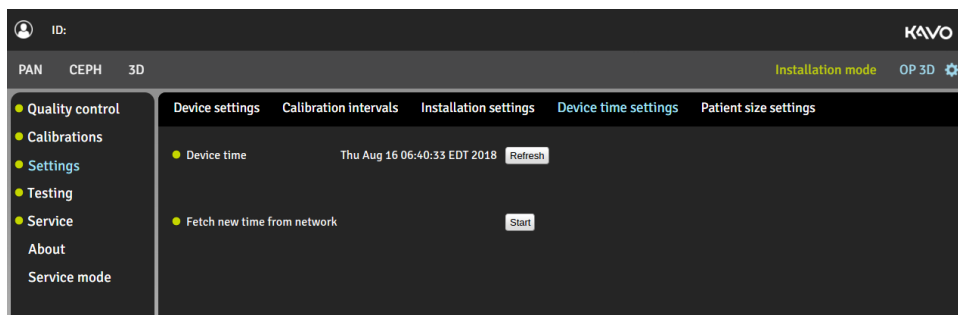 ID:
KAVO
PAN CEPH 3D Installation mode OP 3D
Quality control
Calibrations
Settings
Testing
Service
About
Service mode
Device settings Calibration intervals Installation settings Device time settings Patient size settings
Device time Thu Aug 16 06:40:33 EDT 2018 Refresh
Fetch new time from network Start